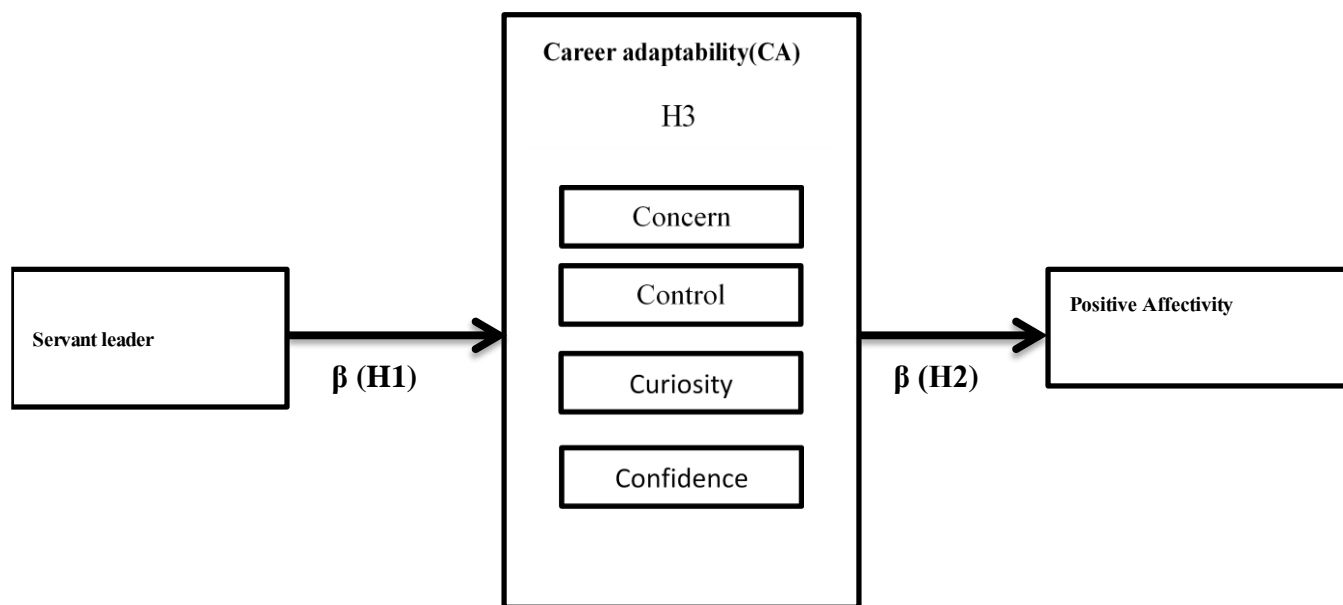 Career adaptability(CA)
H3
Concern
Control
Curiosity
Confidence
Servant leader
β (H1)
β (H2)
Positive Affectivity